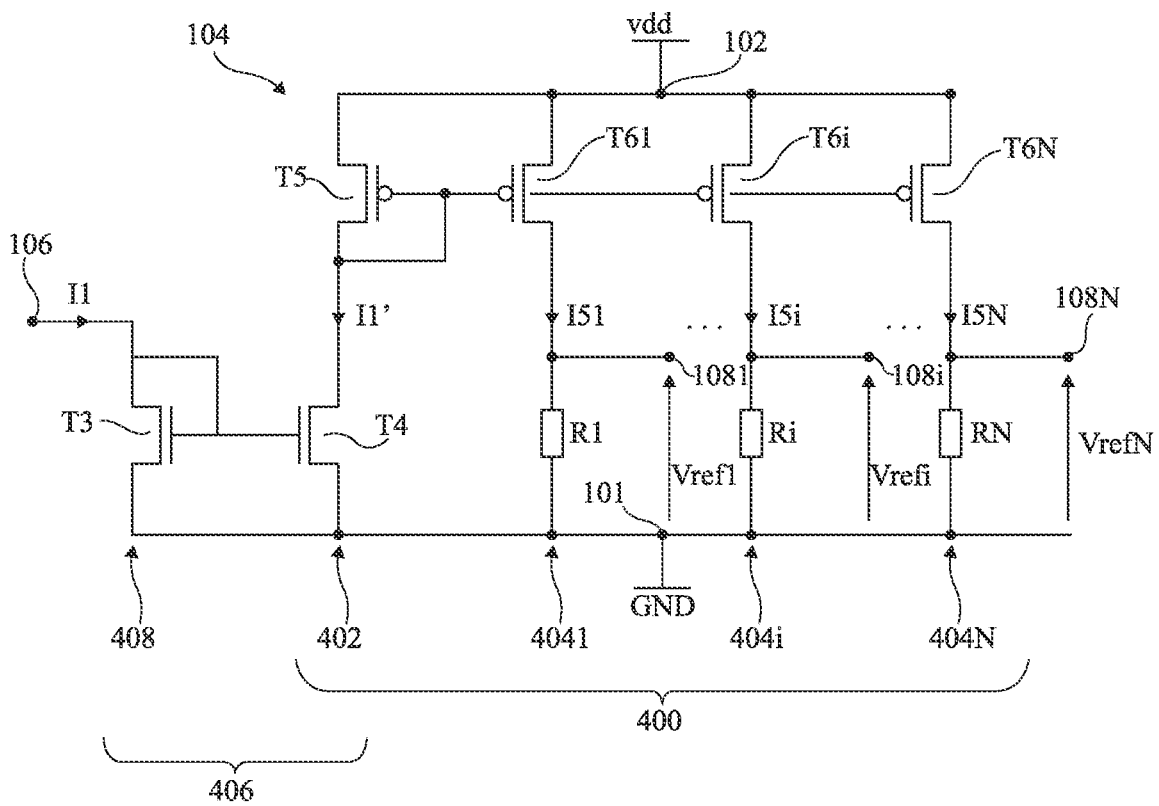 vdd
104
102
T61
T6i
T6N
T5
106
I1
I1’
I51
. . .
I5i
. . .
I5N
108N
1081
108i
T3
T4
R1
Ri
RN
Vref1
Vrefi
VrefN
101
GND
408
402
4041
404i
404N
400
406